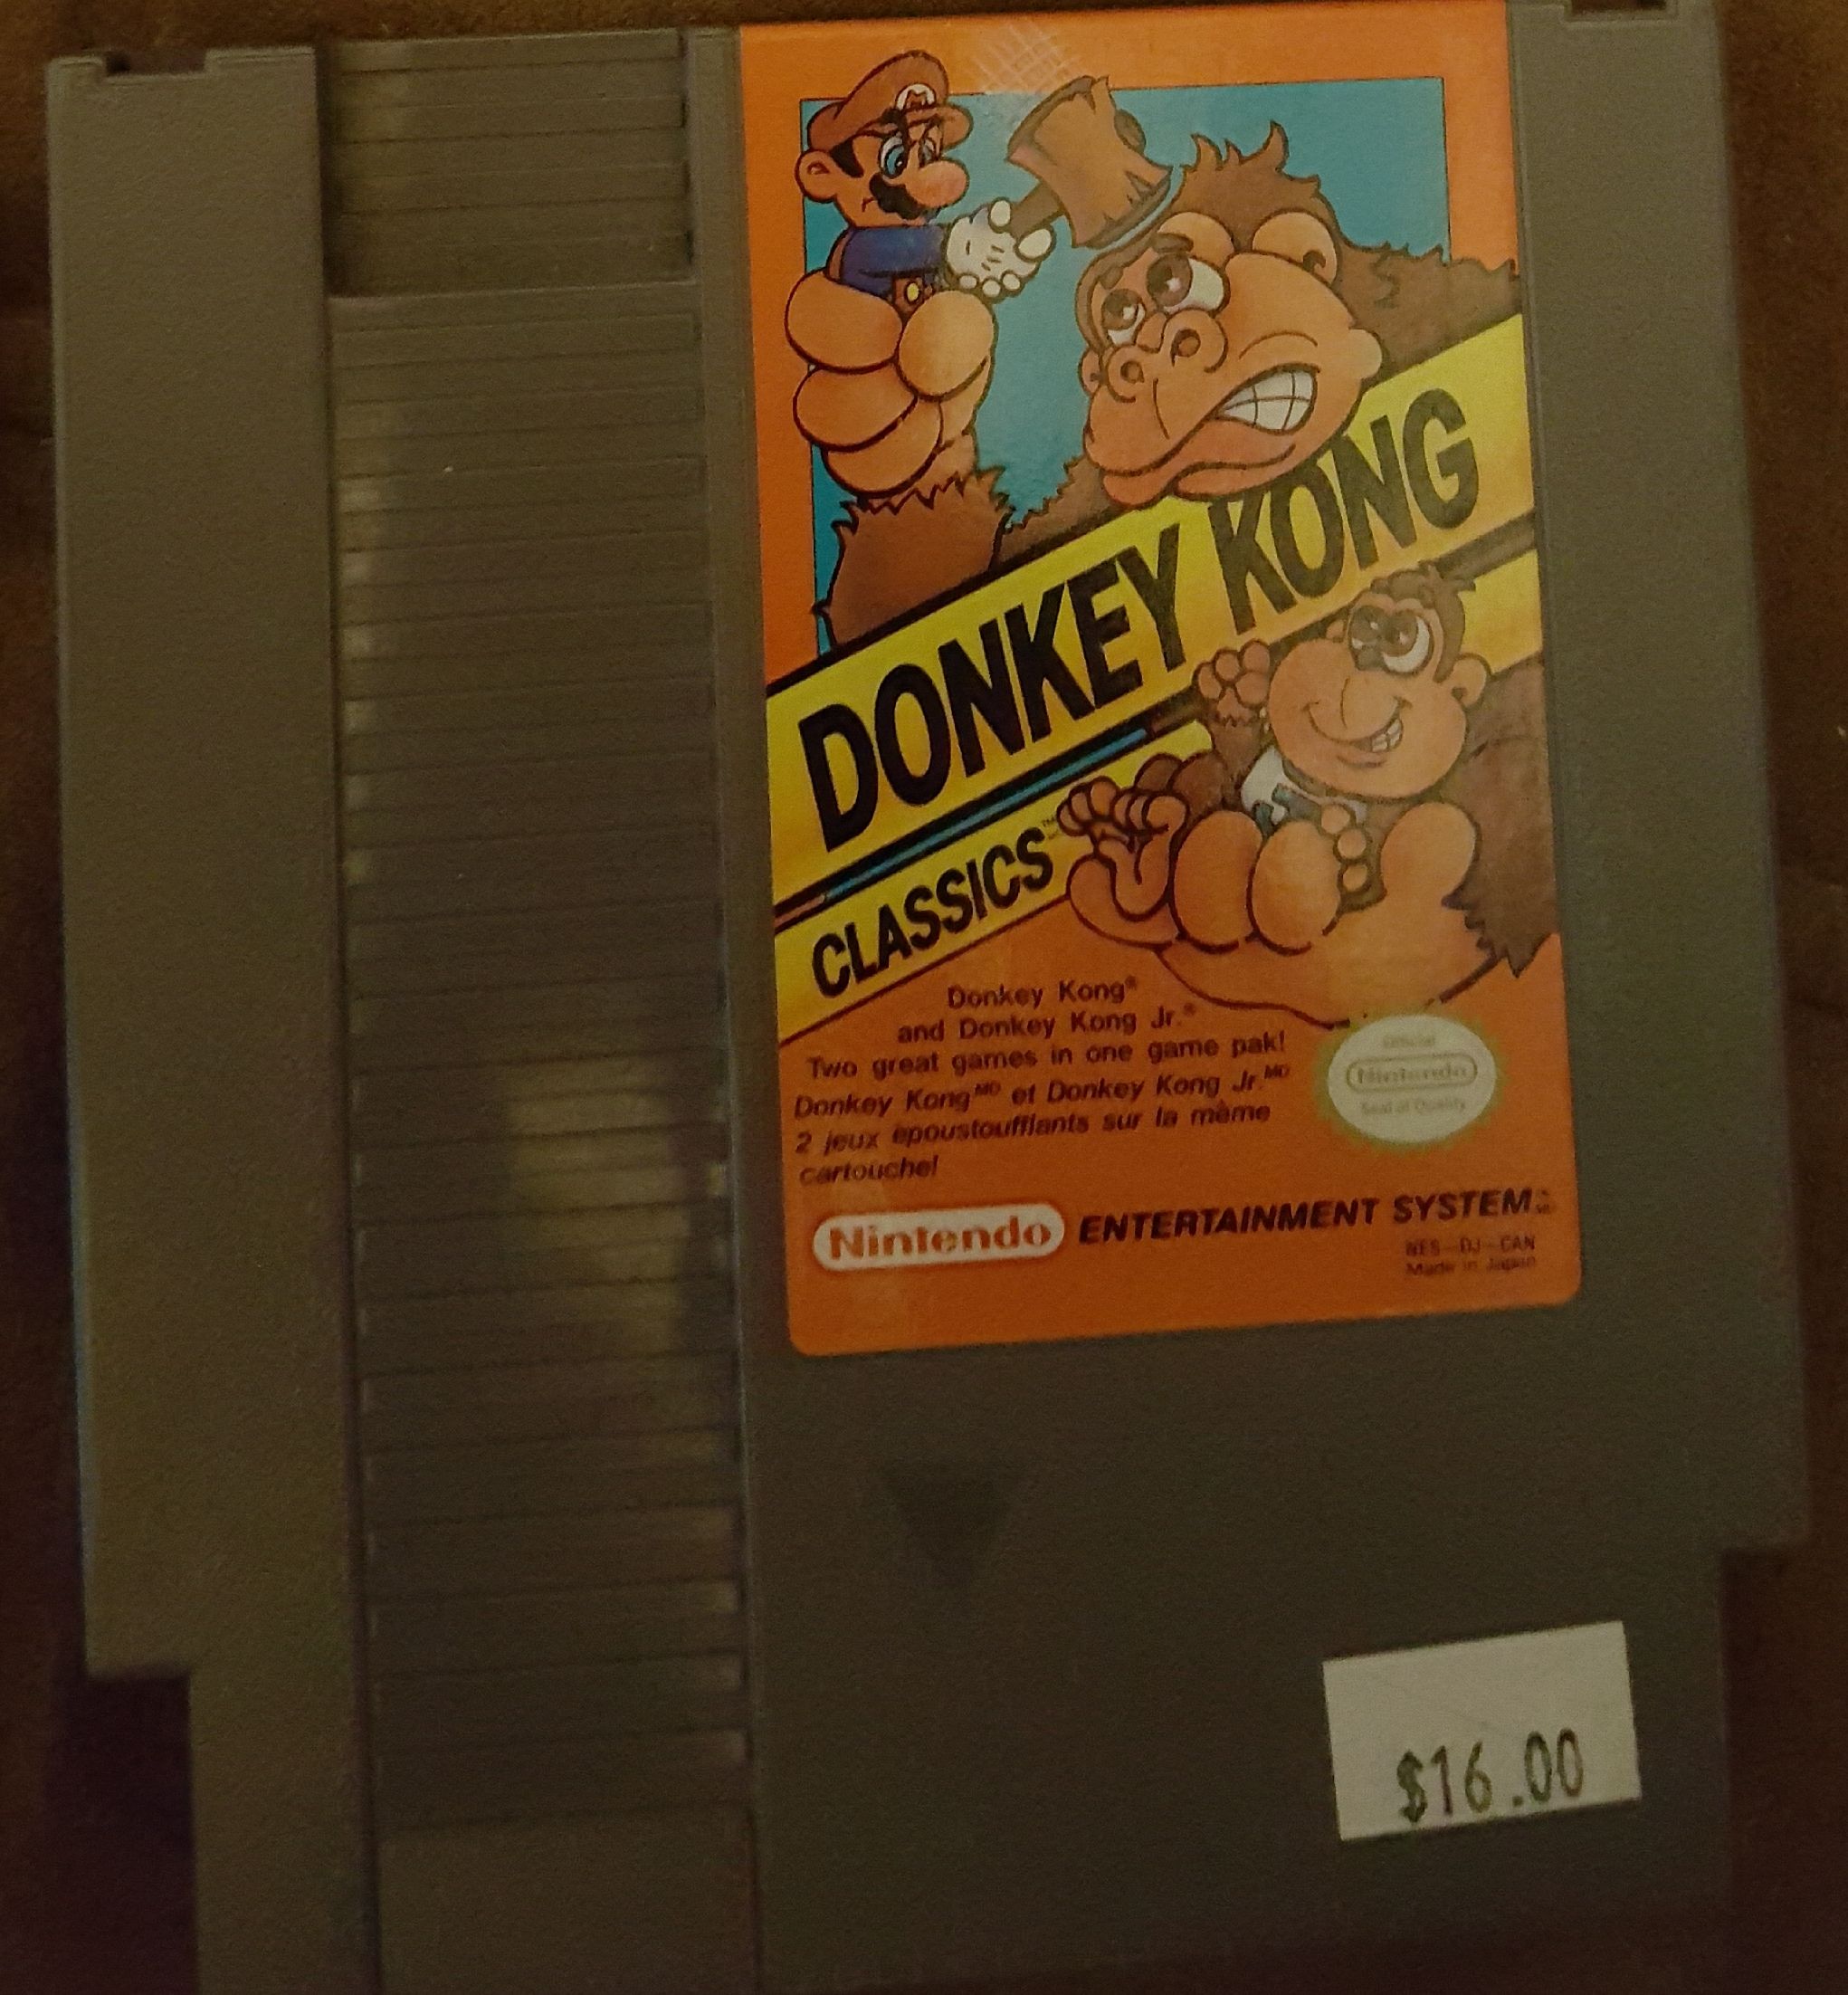 M
DONKEY KONG
CLASSICS™
Donkey Kong®
and Donkey Kong Jr.®
Two great games in one game pak!
Donkey Kong MD et Donkey Kong Jr. MD
2 jeux époustoufflants sur la même
cartouche!
Official
Nintendo
Seal of Quality
Nintendo ENTERTAINMENT SYSTEM
NES-DJ-CAN
Made in Japan
$16.00